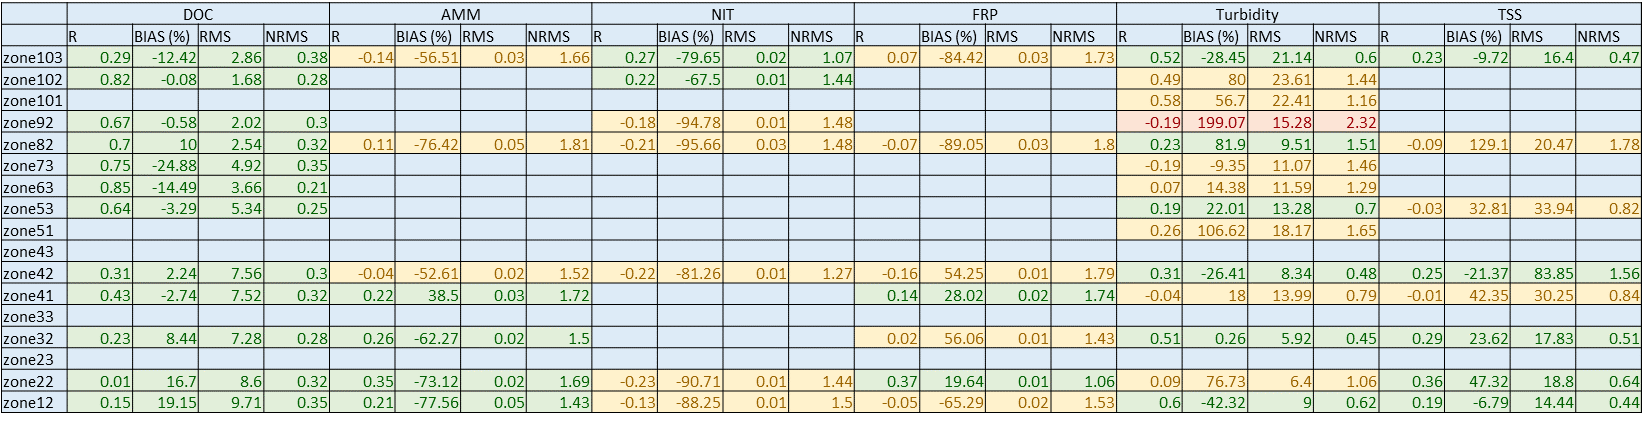 DOC AMM NIT FRP Turbidity TSS
R BIAS (%) RMS NRMS R BIAS (%) RMS NRMS R BIAS (%) RMS NRMS R BIAS (%) RMS NRMS R BIAS (%) RMS NRMS R BIAS (%) RMS NRMS
zone103 0.29 -12.42 2.86 0.38 -0.14 -56.51 0.03 1.66 0.27 -79.65 0.02 1.07 0.07 -84.42 0.03 1.73 0.52 -28.45 21.14 0.6 0.23 -9.72 16.4 0.47
zone102 0.82 -0.08 1.68 0.28 0.22 -67.5 0.01 1.44 0.49 80 23.61 1.44
zone101 0.58 56.7 22.41 1.16
zone92 0.67 -0.58 2.02 0.3 -0.18 -94.78 0.01 1.48 -0.19 199.07 15.28 2.32
zone82 0.7 10 2.54 0.32 0.11 -76.42 0.05 1.81 -0.21 -95.66 0.03 1.48 -0.07 -89.05 0.03 1.8 0.23 81.9 9.51 1.51 -0.09 129.1 20.47 1.78
zone73 0.75 -24.88 4.92 0.35 -0.19 -9.35 11.07 1.46
zone63 0.85 -14.49 3.66 0.21 0.07 14.38 11.59 1.29
zone53 0.64 -3.29 5.34 0.25 0.19 22.01 13.28 0.7 -0.03 32.81 33.94 0.82
zone51 0.26 106.62 18.17 1.65
zone43
zone42 0.31 2.24 7.56 0.3 -0.04 -52.61 0.02 1.52 -0.22 -81.26 0.01 1.27 -0.16 54.25 0.01 1.79 0.31 -26.41 8.34 0.48 0.25 -21.37 83.85 1.56
zone41 0.43 -2.74 7.52 0.32 0.22 38.5 0.03 1.72 0.14 28.02 0.02 1.74 -0.04 18 13.99 0.79 -0.01 42.35 30.25 0.84
zone33
zone32 0.23 8.44 7.28 0.28 0.26 -62.27 0.02 1.5 0.02 56.06 0.01 1.43 0.51 0.26 5.92 0.45 0.29 23.62 17.83 0.51
zone23
zone22 0.01 16.7 8.6 0.32 0.35 -73.12 0.02 1.69 -0.23 -90.71 0.01 1.44 0.37 19.64 0.01 1.06 0.09 76.73 6.4 1.06 0.36 47.32 18.8 0.64
zone12 0.15 19.15 9.71 0.35 0.21 -77.56 0.05 1.43 -0.13 -88.25 0.01 1.5 -0.05 -65.29 0.02 1.53 0.6 -42.32 9 0.62 0.19 -6.79 14.44 0.44